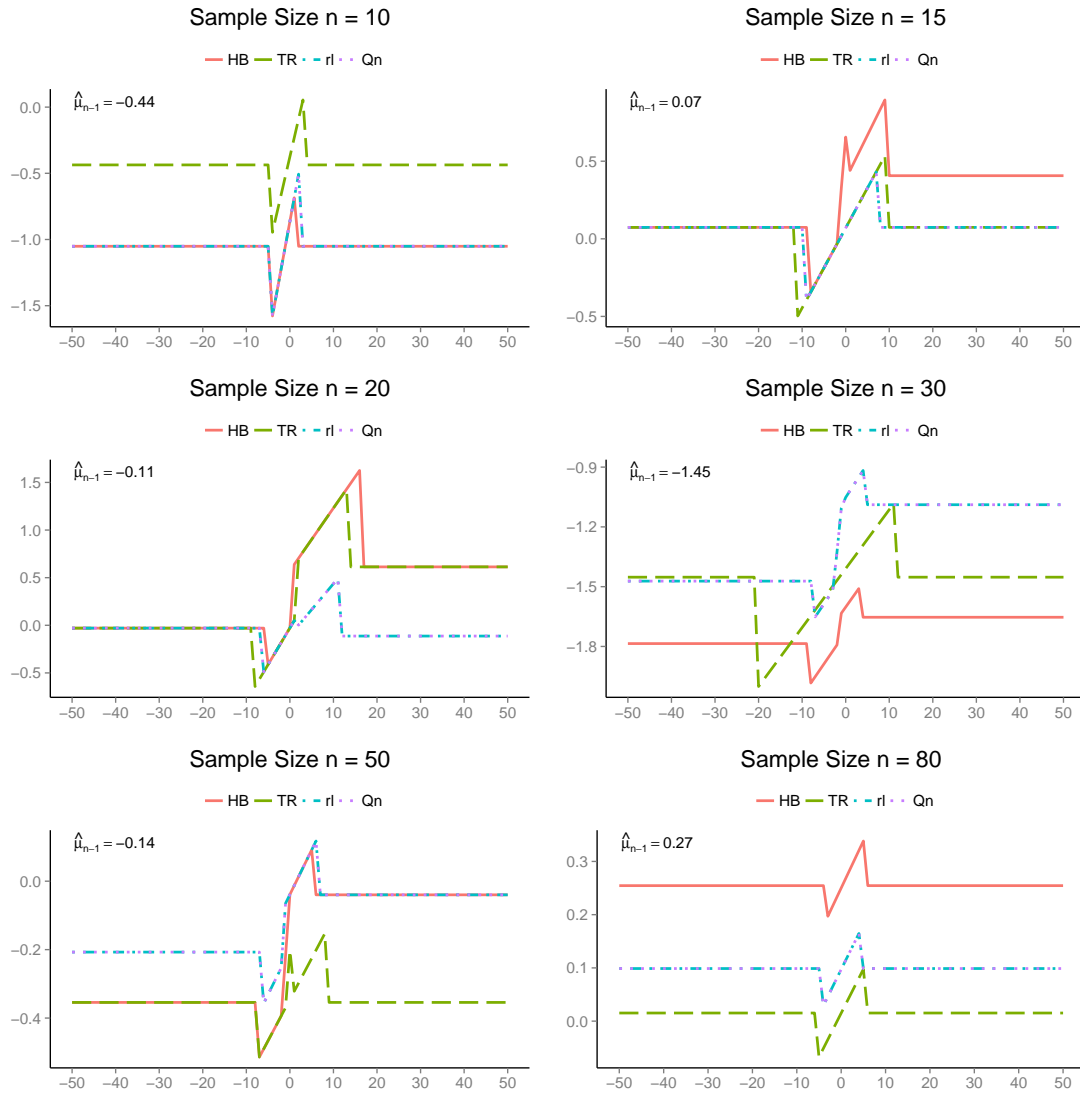 Sample Size n = 10
HB TR rl Qn
μ̂ₙ₋₁ = −0.44
0.0
−0.5
−1.0
−1.5
−50 −40 −30 −20 −10 0 10 20 30 40 50
Sample Size n = 15
HB TR rl Qn
μ̂ₙ₋₁ = 0.07
0.5
0.0
−0.5
−50 −40 −30 −20 −10 0 10 20 30 40 50
Sample Size n = 20
HB TR rl Qn
μ̂ₙ₋₁ = −0.11
1.5
1.0
0.5
0.0
−0.5
−50 −40 −30 −20 −10 0 10 20 30 40 50
Sample Size n = 30
HB TR rl Qn
μ̂ₙ₋₁ = −1.45
−0.9
−1.2
−1.5
−1.8
−50 −40 −30 −20 −10 0 10 20 30 40 50
Sample Size n = 50
HB TR rl Qn
μ̂ₙ₋₁ = −0.14
0.0
−0.2
−0.4
−50 −40 −30 −20 −10 0 10 20 30 40 50
Sample Size n = 80
HB TR rl Qn
μ̂ₙ₋₁ = 0.27
0.3
0.2
0.1
0.0
−50 −40 −30 −20 −10 0 10 20 30 40 50